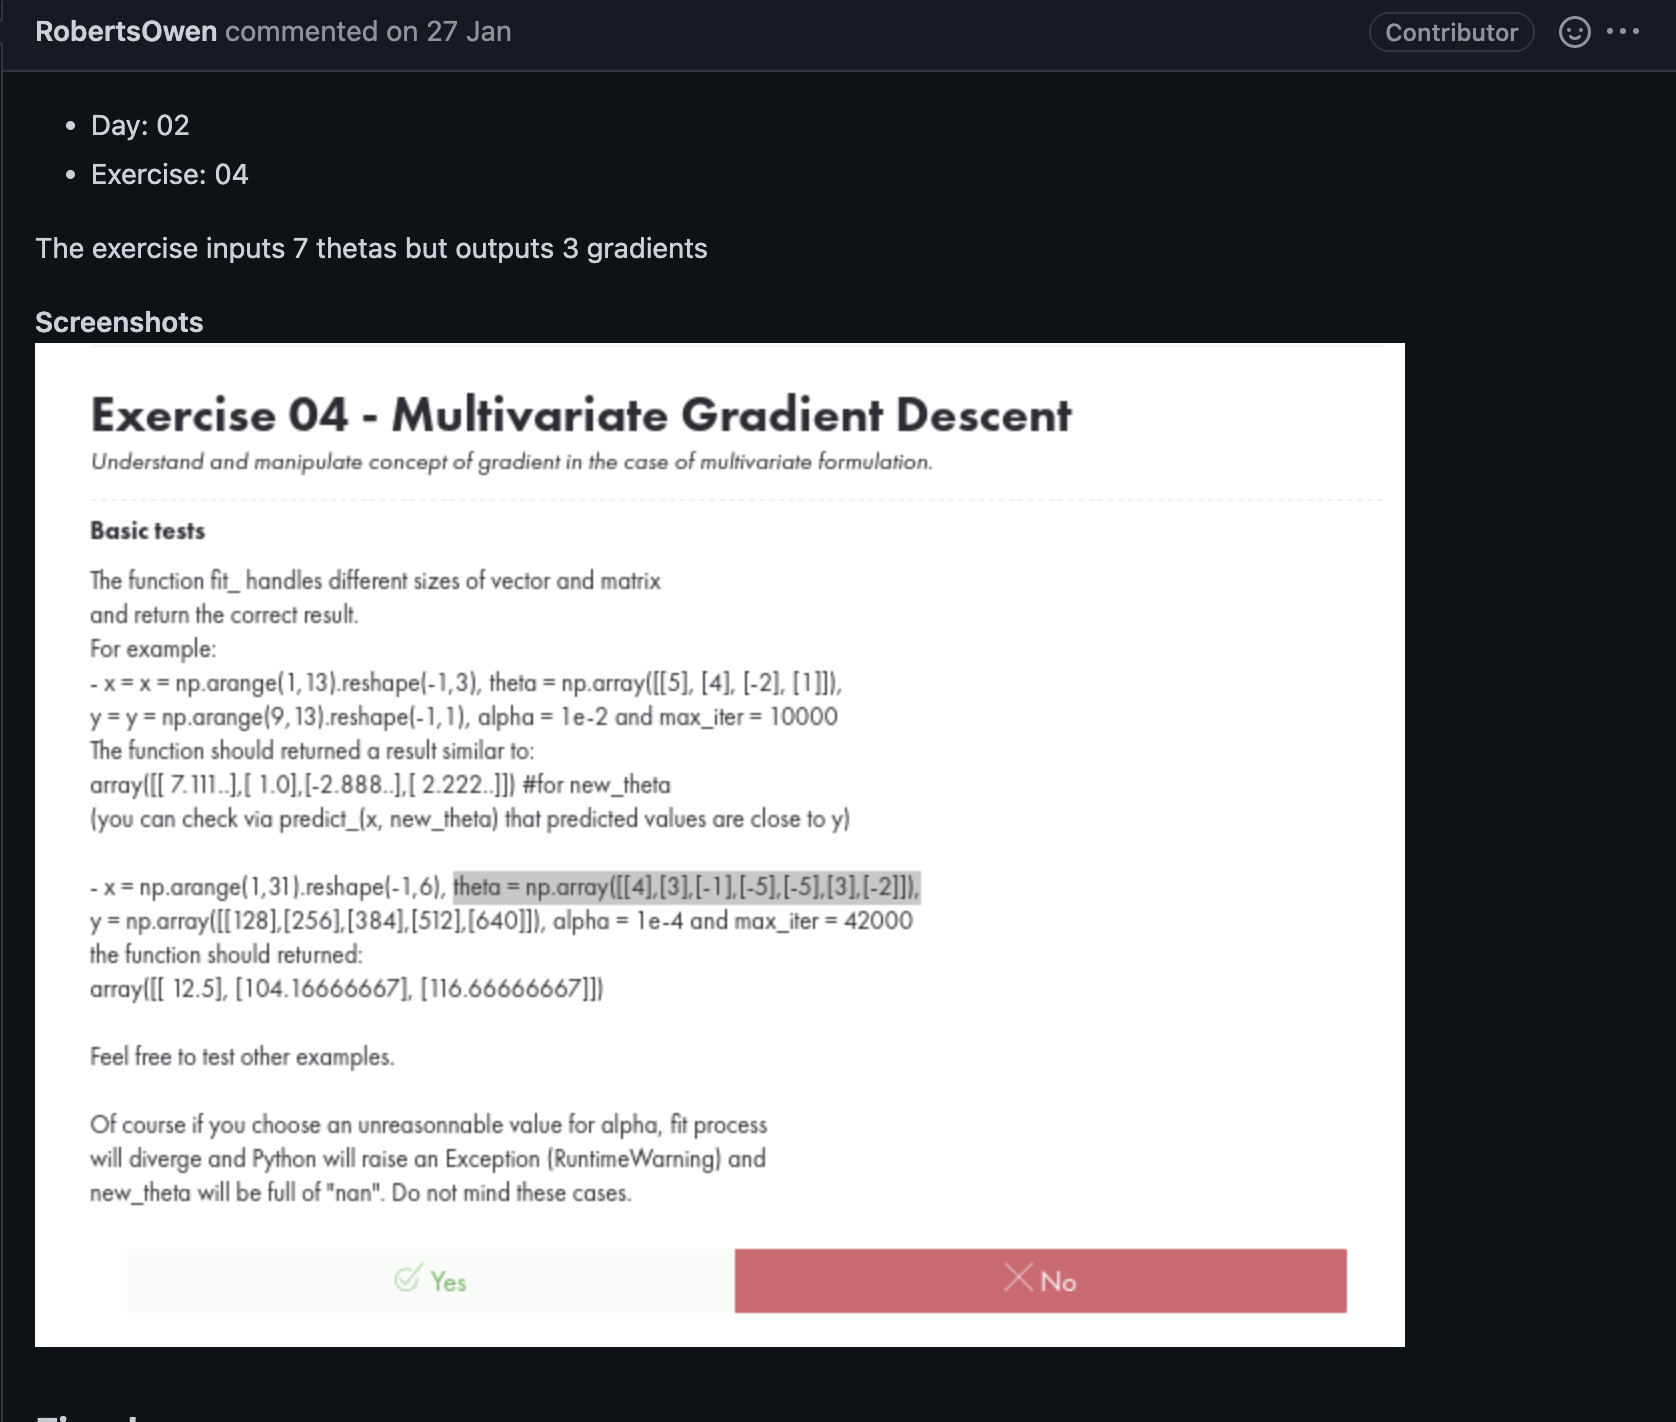 RobertsOwen commented on 27 Jan
Contributor
• Day: 02
• Exercise: 04
The exercise inputs 7 thetas but outputs 3 gradients
Screenshots
Exercise 04 - Multivariate Gradient Descent
Understand and manipulate concept of gradient in the case of multivariate formulation.
Basic tests
The function fit_ handles different sizes of vector and matrix
and return the correct result.
For example:
- x = x = np.arange(1,13).reshape(-1,3), theta = np.array([[5], [4], [-2], [1]]),
y = y = np.arange(9,13).reshape(-1,1), alpha = 1e-2 and max_iter = 10000
The function should returned a result similar to:
array([[ 7.111..],[ 1.0],[-2.888..],[ 2.222..]]) #for new_theta
(you can check via predict_(x, new_theta) that predicted values are close to y)
- x = np.arange(1,31).reshape(-1,6), theta = np.array([[4],[3],[-1],[-5],[-5],[3],[-2]]),
y = np.array([[128],[256],[384],[512],[640]]), alpha = 1e-4 and max_iter = 42000
the function should returned:
array([[ 12.5], [104.16666667], [116.66666667]])
Feel free to test other examples.
Of course if you choose an unreasonnable value for alpha, fit process
will diverge and Python will raise an Exception (RuntimeWarning) and
new_theta will be full of "nan". Do not mind these cases.
Yes
No